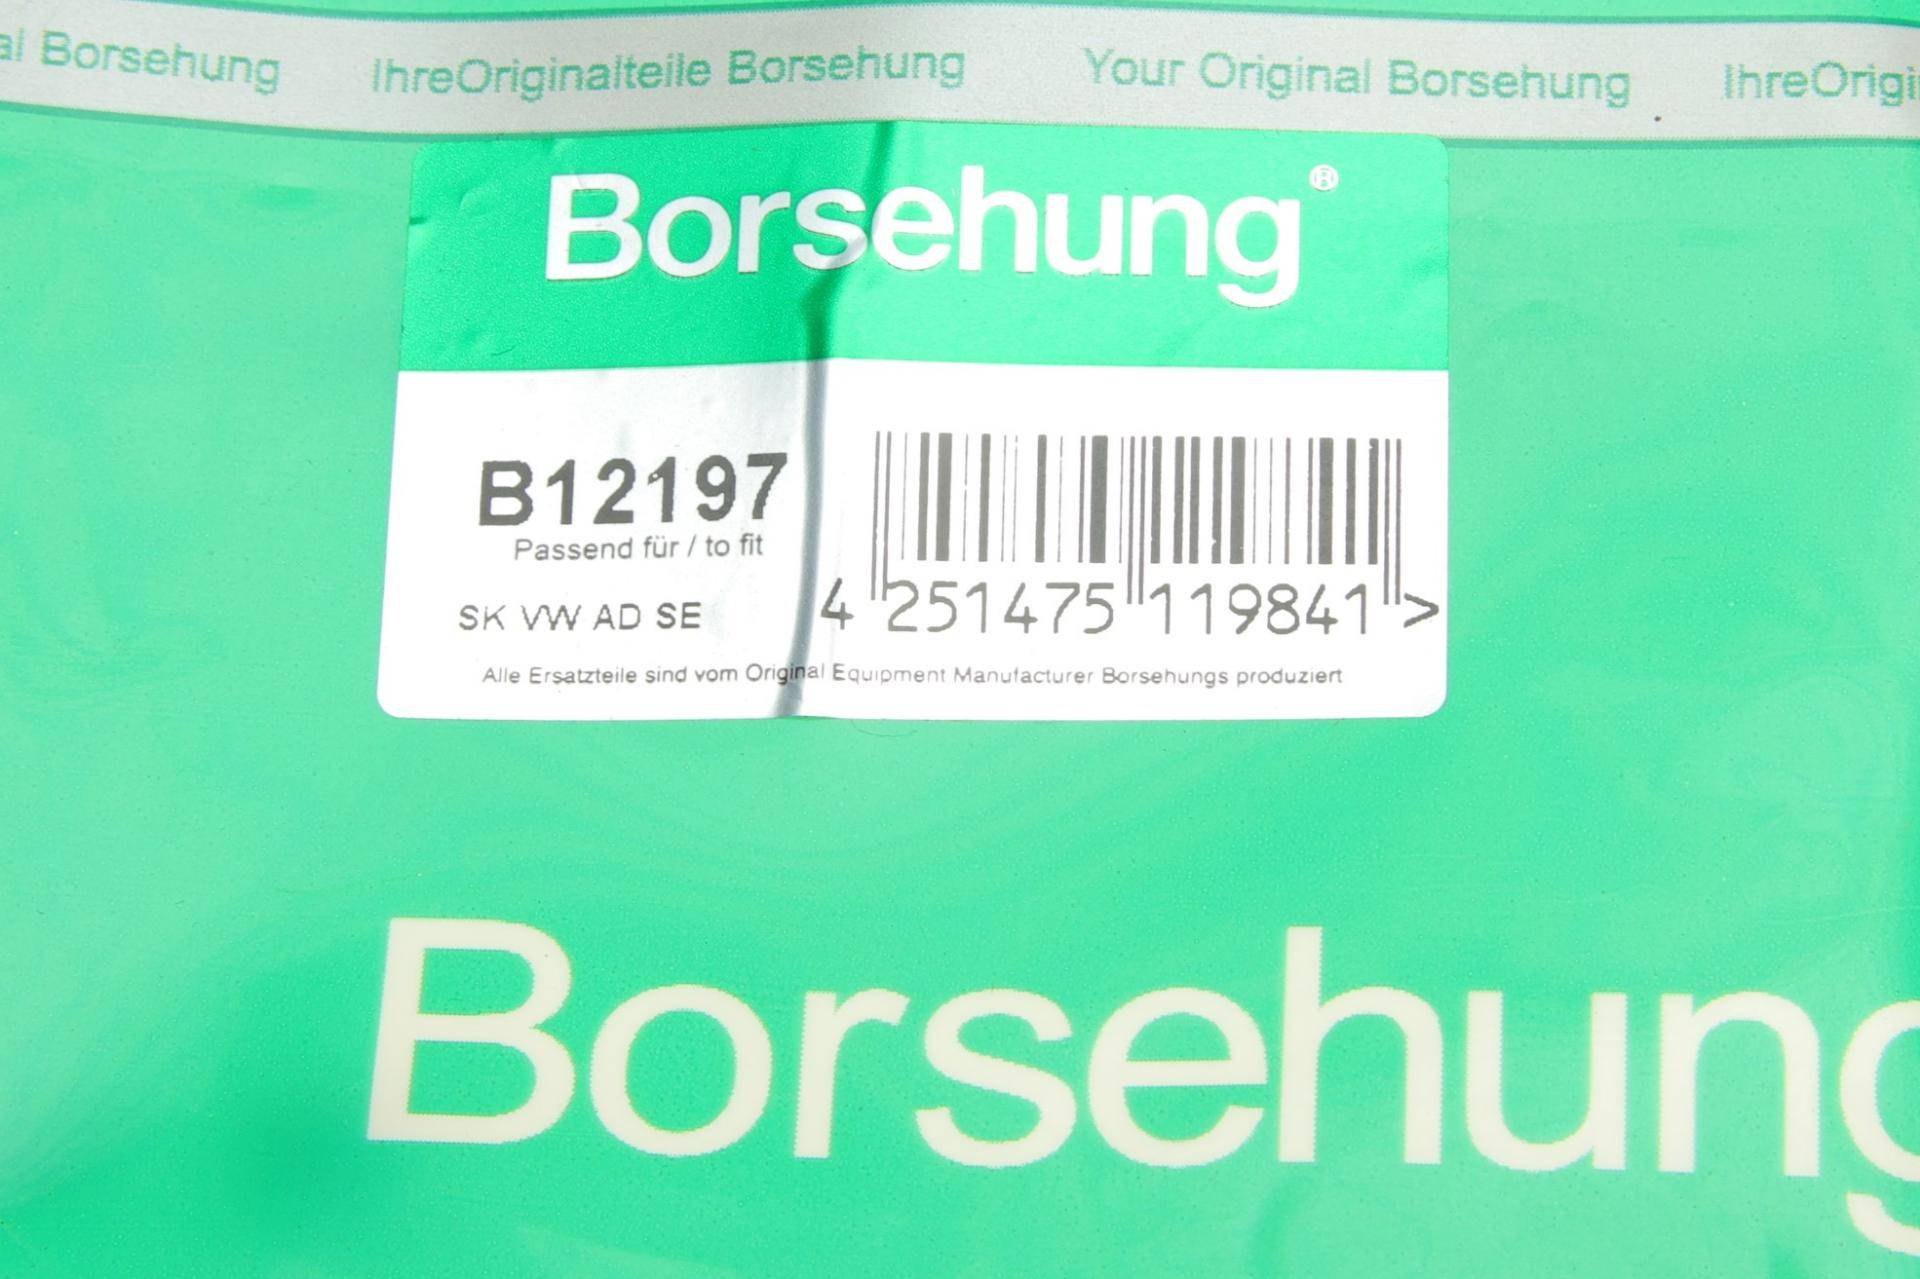 al Borsehung IhreOriginalteile Borsehung Your Original Borsehung IhreOrigi
Borsehung®
B12197
Passend für / to fit
SK VW AD SE
4 251475 119841 >
Alle Ersatzteile sind vom Original Equipment Manufacturer Borsehungs produziert
Borsehung